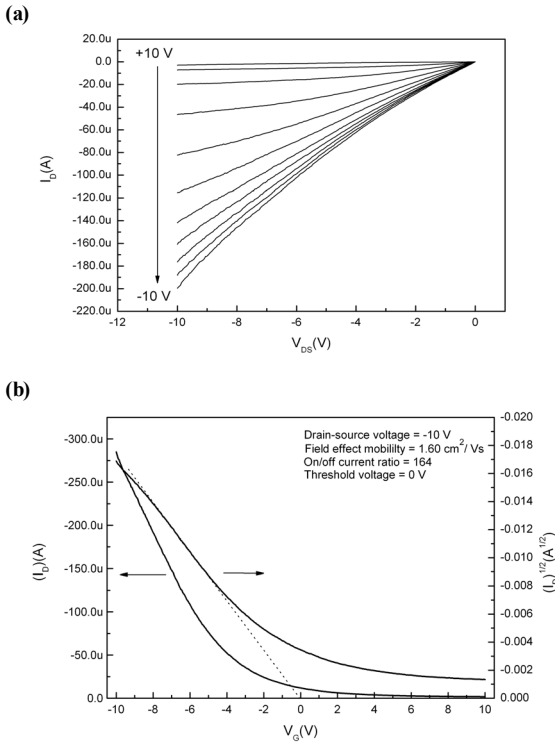 (a)
20.0u
0.0
-20.0u
-40.0u
-60.0u
-80.0u
-100.0u
-120.0u
-140.0u
-160.0u
-180.0u
-200.0u
-220.0u
I_D(A)
+10 V
-10 V
-12
-10
-8
-6
-4
-2
0
V_DS(V)
(b)
-300.0u
-250.0u
-200.0u
-150.0u
-100.0u
-50.0u
0.0
(I_D)(A)
Drain-source voltage = -10 V
Field effect mobility = 1.60 cm²/ Vs
On/off current ratio = 164
Threshold voltage = 0 V
-0.020
-0.018
-0.016
-0.014
-0.012
-0.010
-0.008
-0.006
-0.004
-0.002
0.000
(I_D)^1/2(A^1/2)
-10
-8
-6
-4
-2
0
2
4
6
8
10
V_G(V)